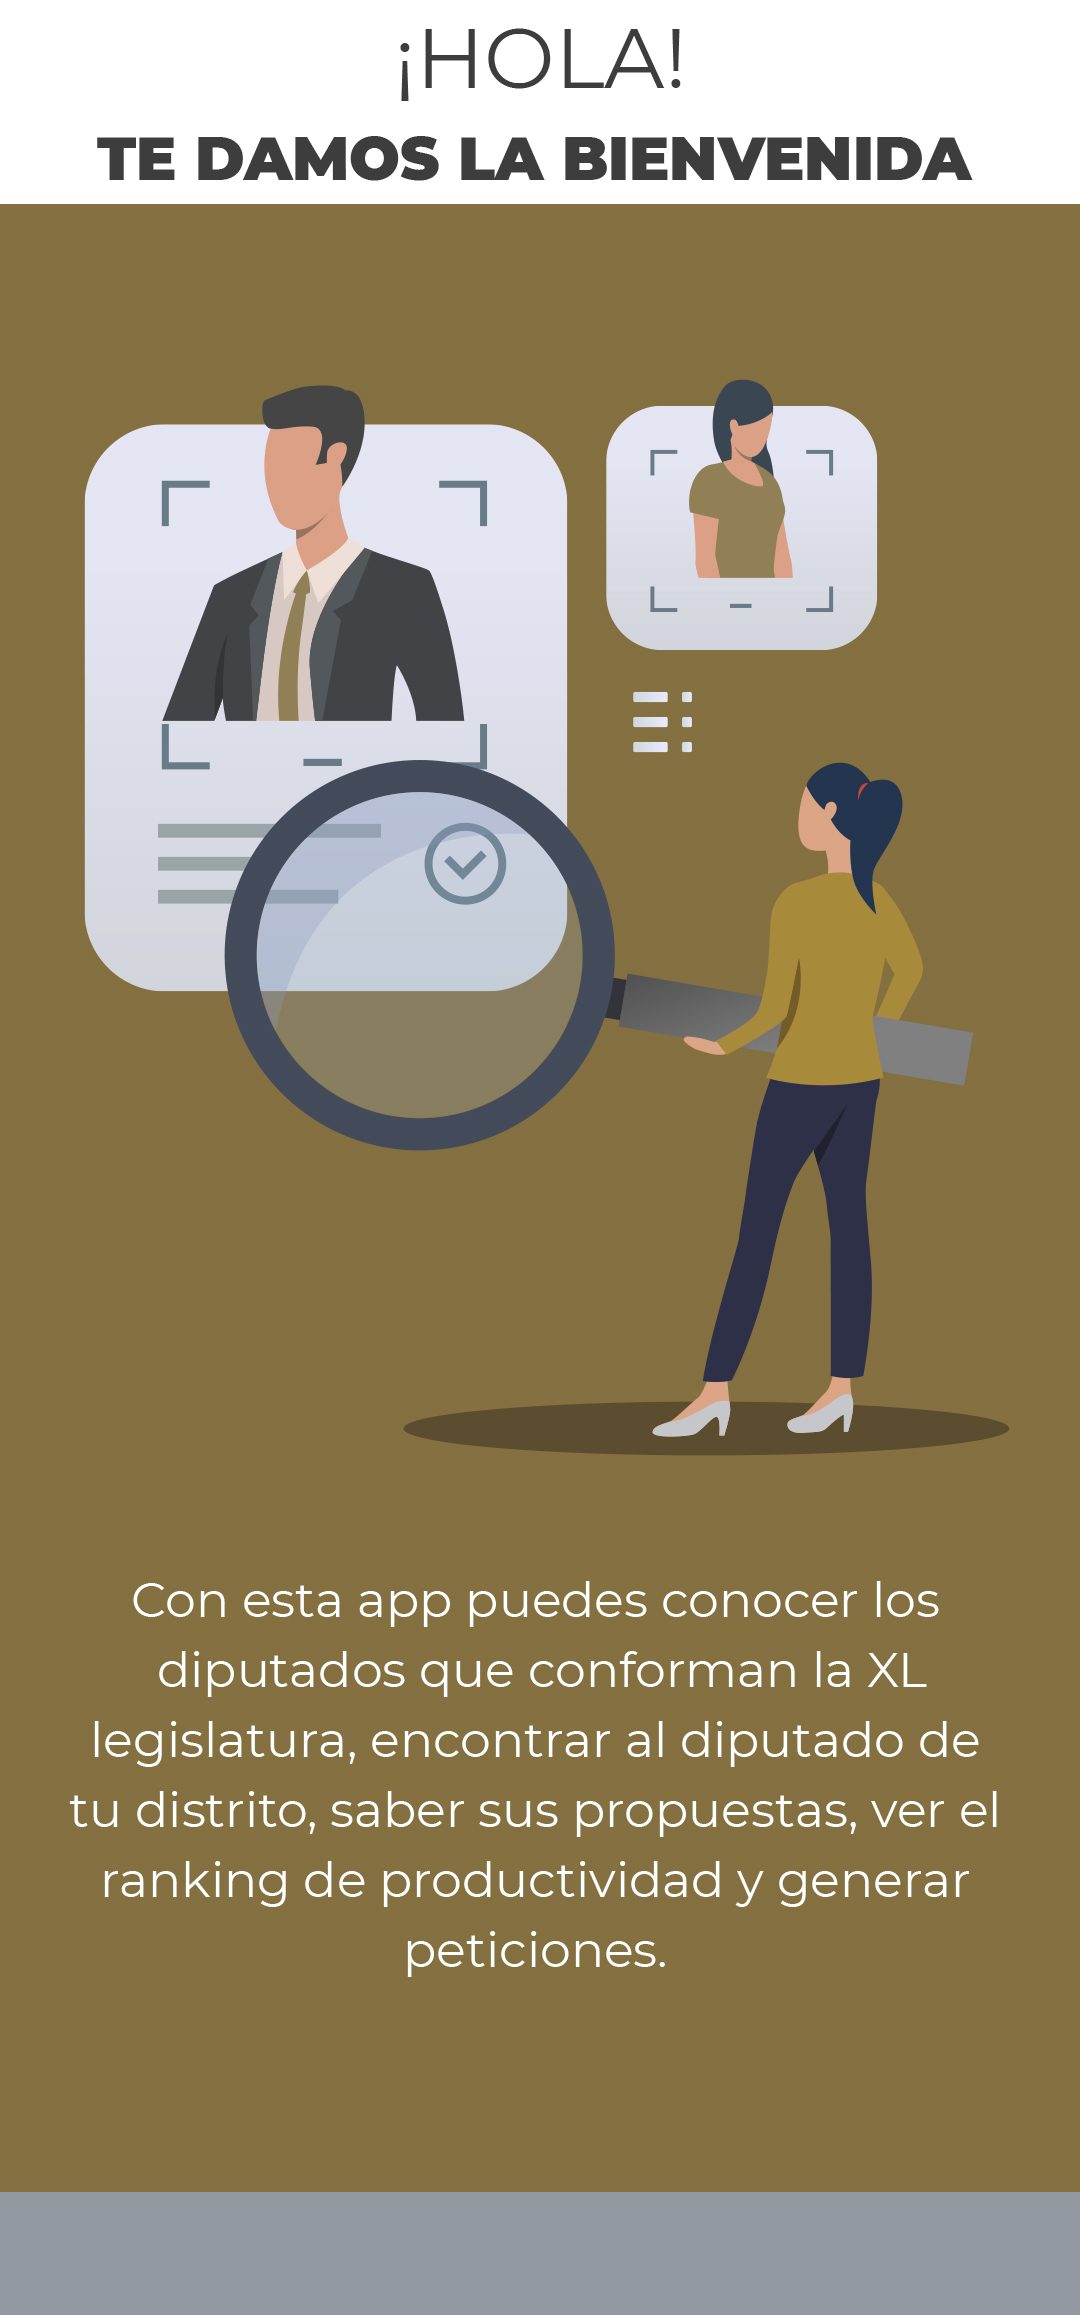 ¡HOLA!
TE DAMOS LA BIENVENIDA
Con esta app puedes conocer los
diputados que conforman la XL
legislatura, encontrar al diputado de
tu distrito, saber sus propuestas, ver el
ranking de productividad y generar
peticiones.